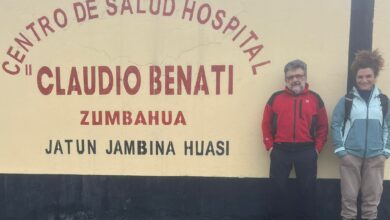 CENTRO DE SALUD HOSPITAL
"CLAUDIO BENATI
ZUMBAHUA
JATUN JAMBINA HUASI